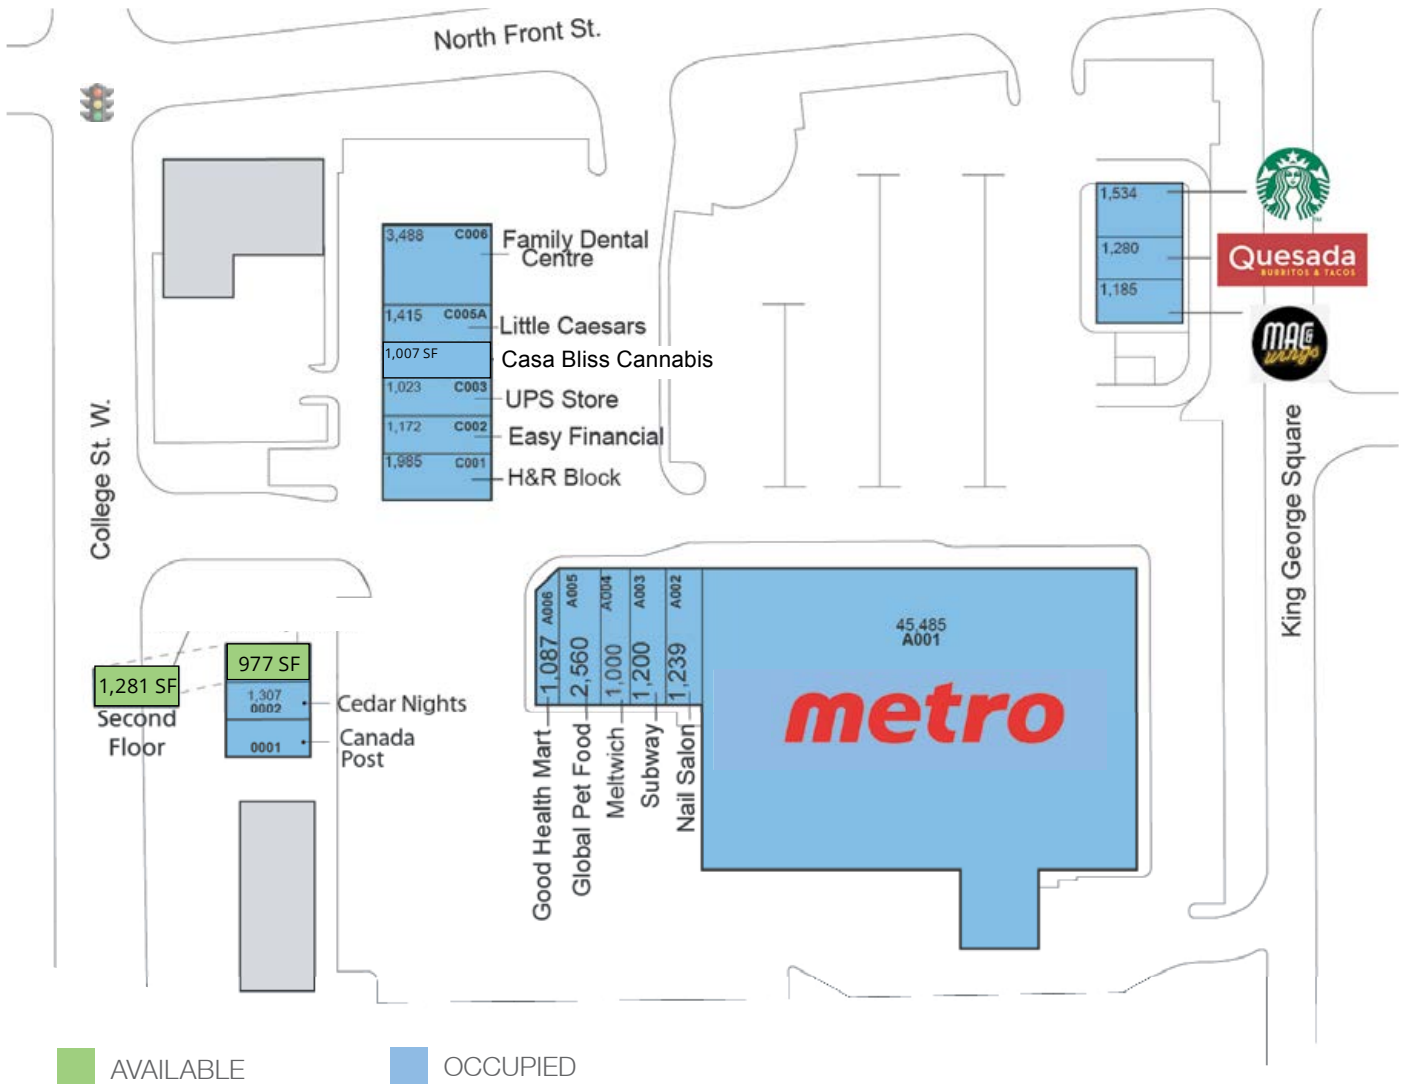 North Front St.
College St. W.
King George Square
1,534
1,280
1,185
TM
Quesada
BURRITOS & TACOS
MAC&
wings
3,488 C006
Family Dental
Centre
1,415 C005A
Little Caesars
1,007 SF
Casa Bliss Cannabis
1,023 C003
UPS Store
1,172 C002
Easy Financial
1,985 C001
H&R Block
977 SF
1,281 SF
Second
Floor
1,307
0002
Cedar Nights
0001
Canada
Post
1,087 A006
Good Health Mart
2,560 A005
Global Pet Food
1,000 A004
Meltwich
1,200 A003
Subway
1,239 A002
Nail Salon
45,485
A001
metro
AVAILABLE
OCCUPIED